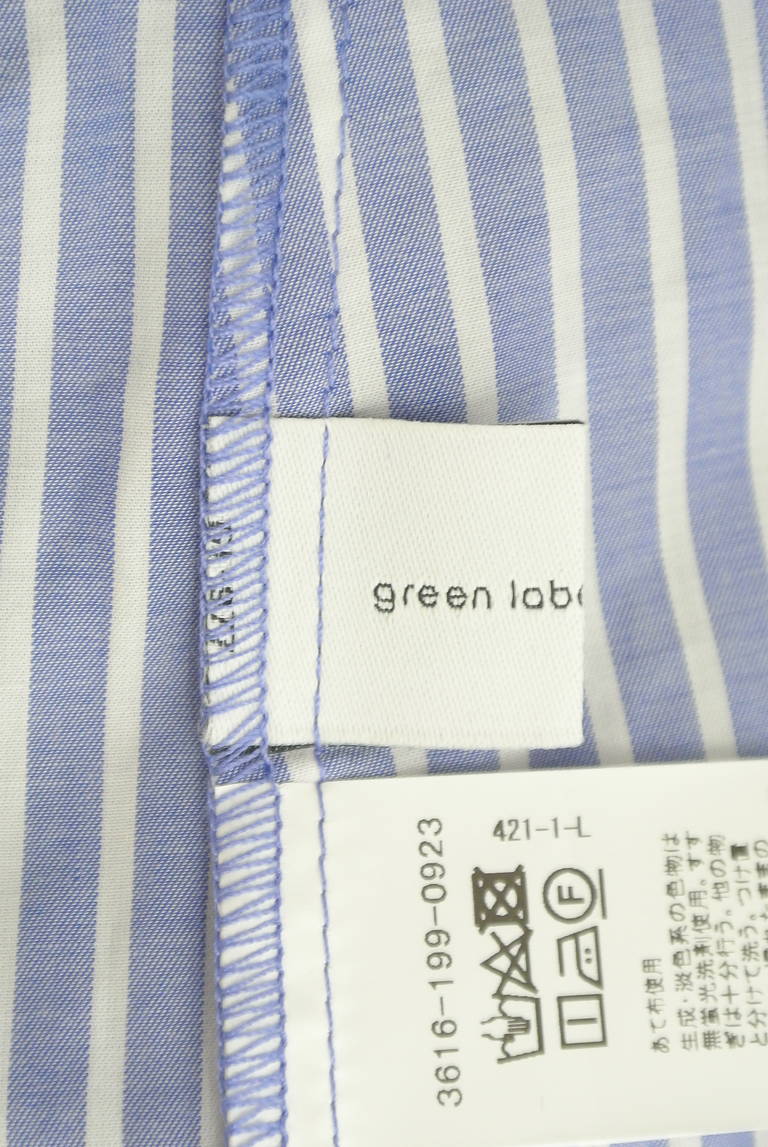 green labe
421-1-L
3616-199-0923
F
あて布使用
生成・淡色系の色物は
無蛍光洗剤使用。すす
ぎは十分行う。他の物
と分けて洗う。つけ置